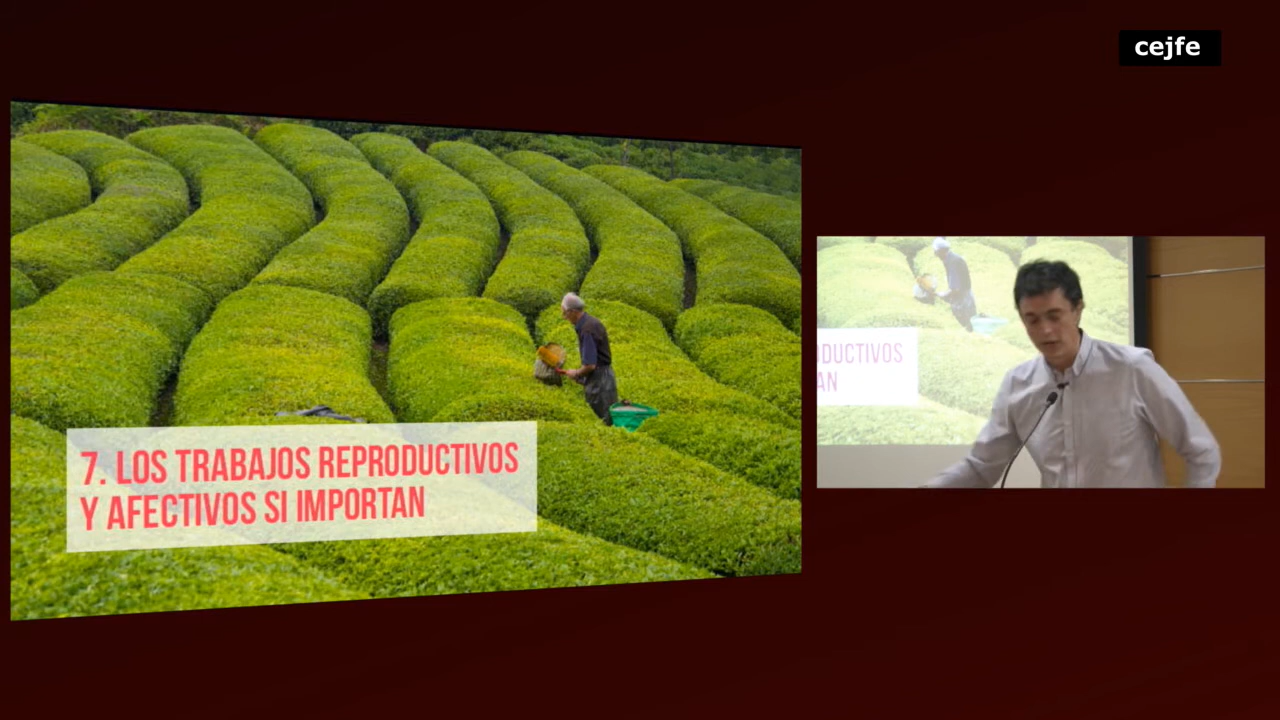 cejfe
7. LOS TRABAJOS REPRODUCTIVOS
Y AFECTIVOS SI IMPORTAN
DUCTIVOS
AN